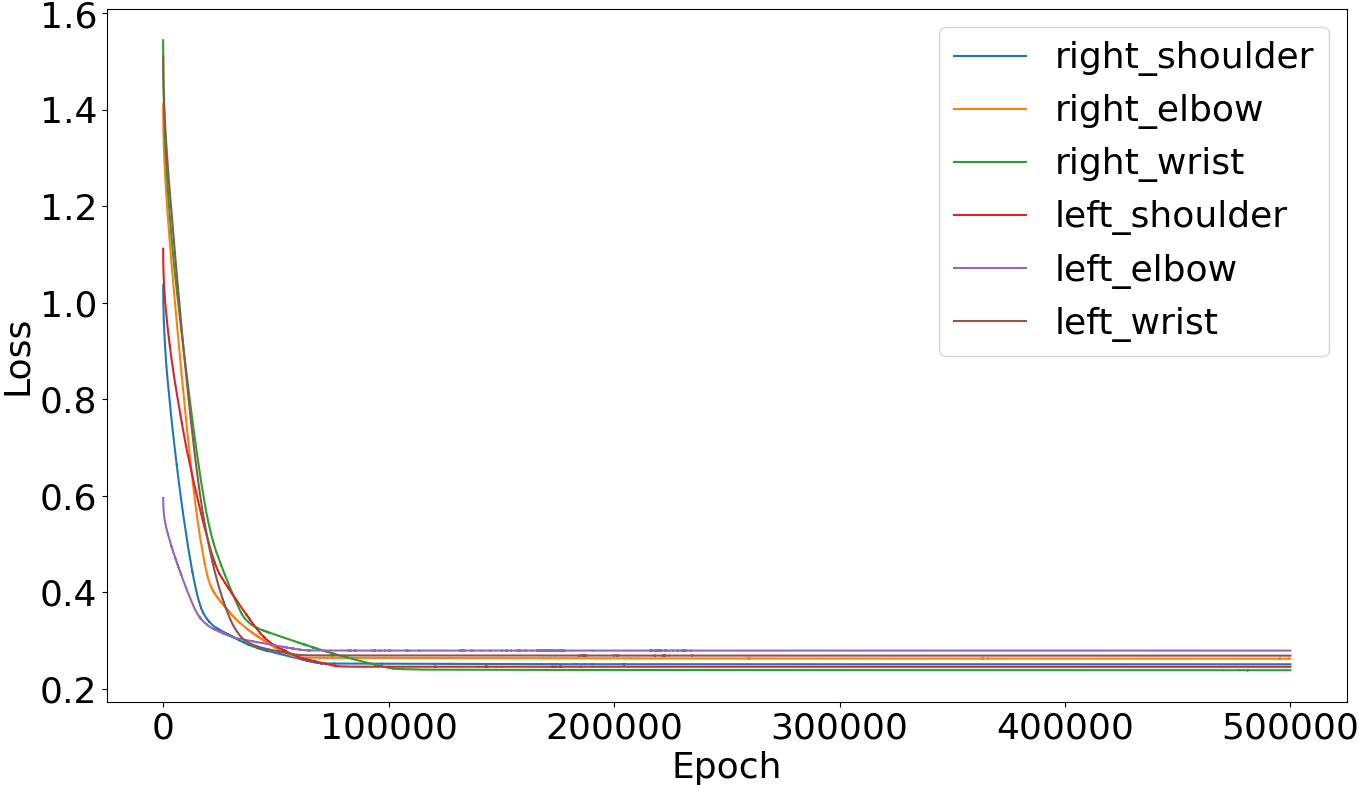 1.6
1.4
1.2
1.0
0.8
0.6
0.4
0.2
Loss
0 100000 200000 300000 400000 500000
Epoch
right_shoulder
right_elbow
right_wrist
left_shoulder
left_elbow
left_wrist